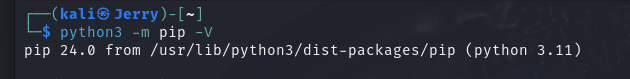 ┌──(kali㉿Jerry)-[~]
└─$ python3 -m pip -V
pip 24.0 from /usr/lib/python3/dist-packages/pip (python 3.11)